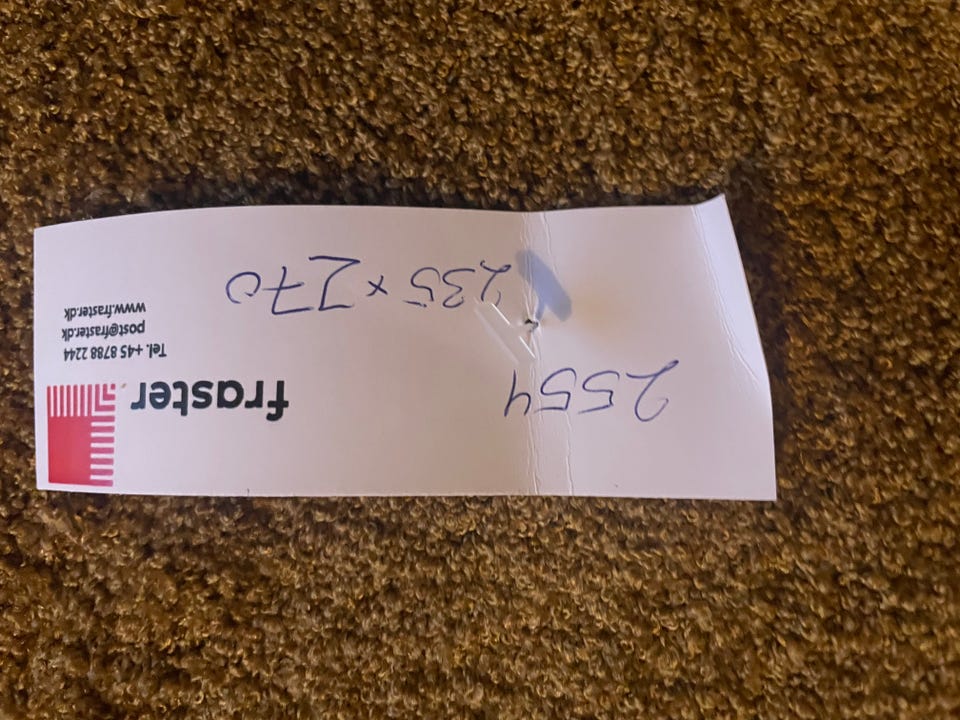 2554
235 x 270
fraster
Tel. +45 8788 2244
post@fraster.dk
www.fraster.dk